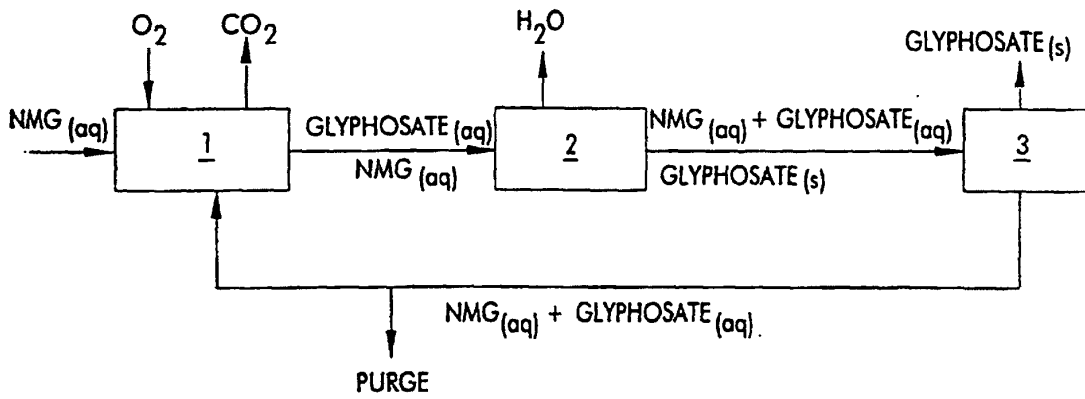 O2
CO2
H2O
GLYPHOSATE(s)
NMG(aq)
1
GLYPHOSATE(aq)
NMG(aq)
2
NMG(aq) + GLYPHOSATE(aq)
GLYPHOSATE(s)
3
NMG(aq) + GLYPHOSATE(aq)
PURGE